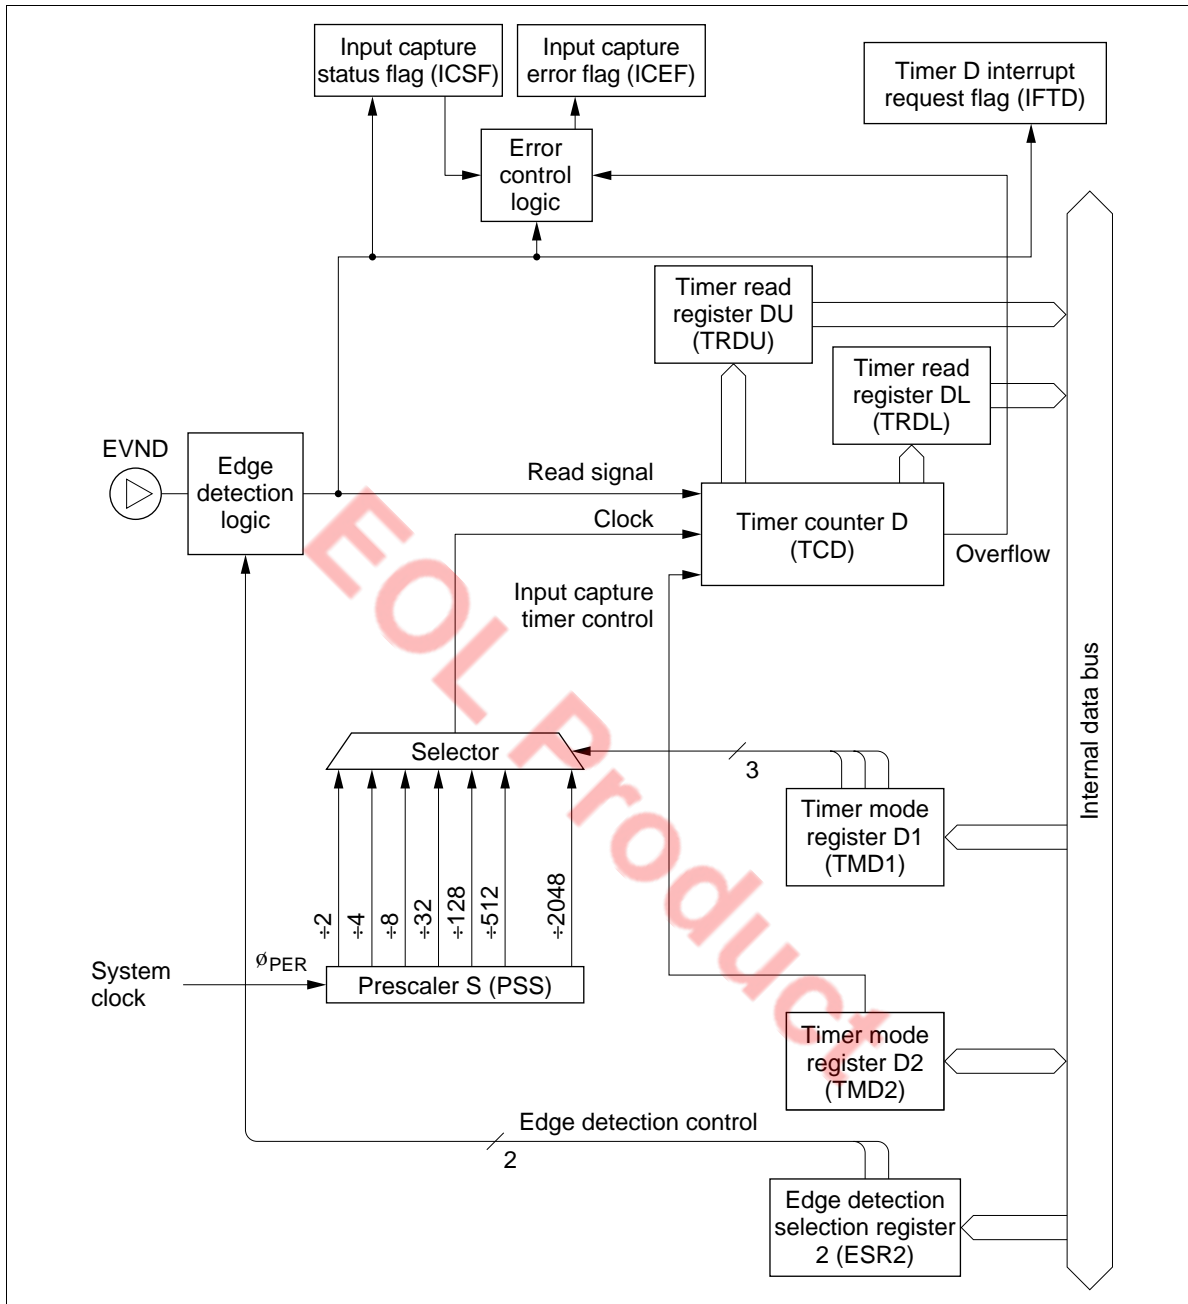 Input capture
status flag (ICSF)
Input capture
error flag (ICEF)
Timer D interrupt
request flag (IFTD)
Error
control
logic
Timer read
register DU
(TRDU)
Timer read
register DL
(TRDL)
EVND
Edge
detection
logic
Read signal
Clock
Timer counter D
(TCD)
Overflow
Input capture
timer control
Internal data bus
Selector
3
Timer mode
register D1
(TMD1)
÷2
÷4
÷8
÷32
÷128
÷512
÷2048
System
clock
øPER
Prescaler S (PSS)
Timer mode
register D2
(TMD2)
Edge detection control
2
Edge detection
selection register
2 (ESR2)
EOL Product